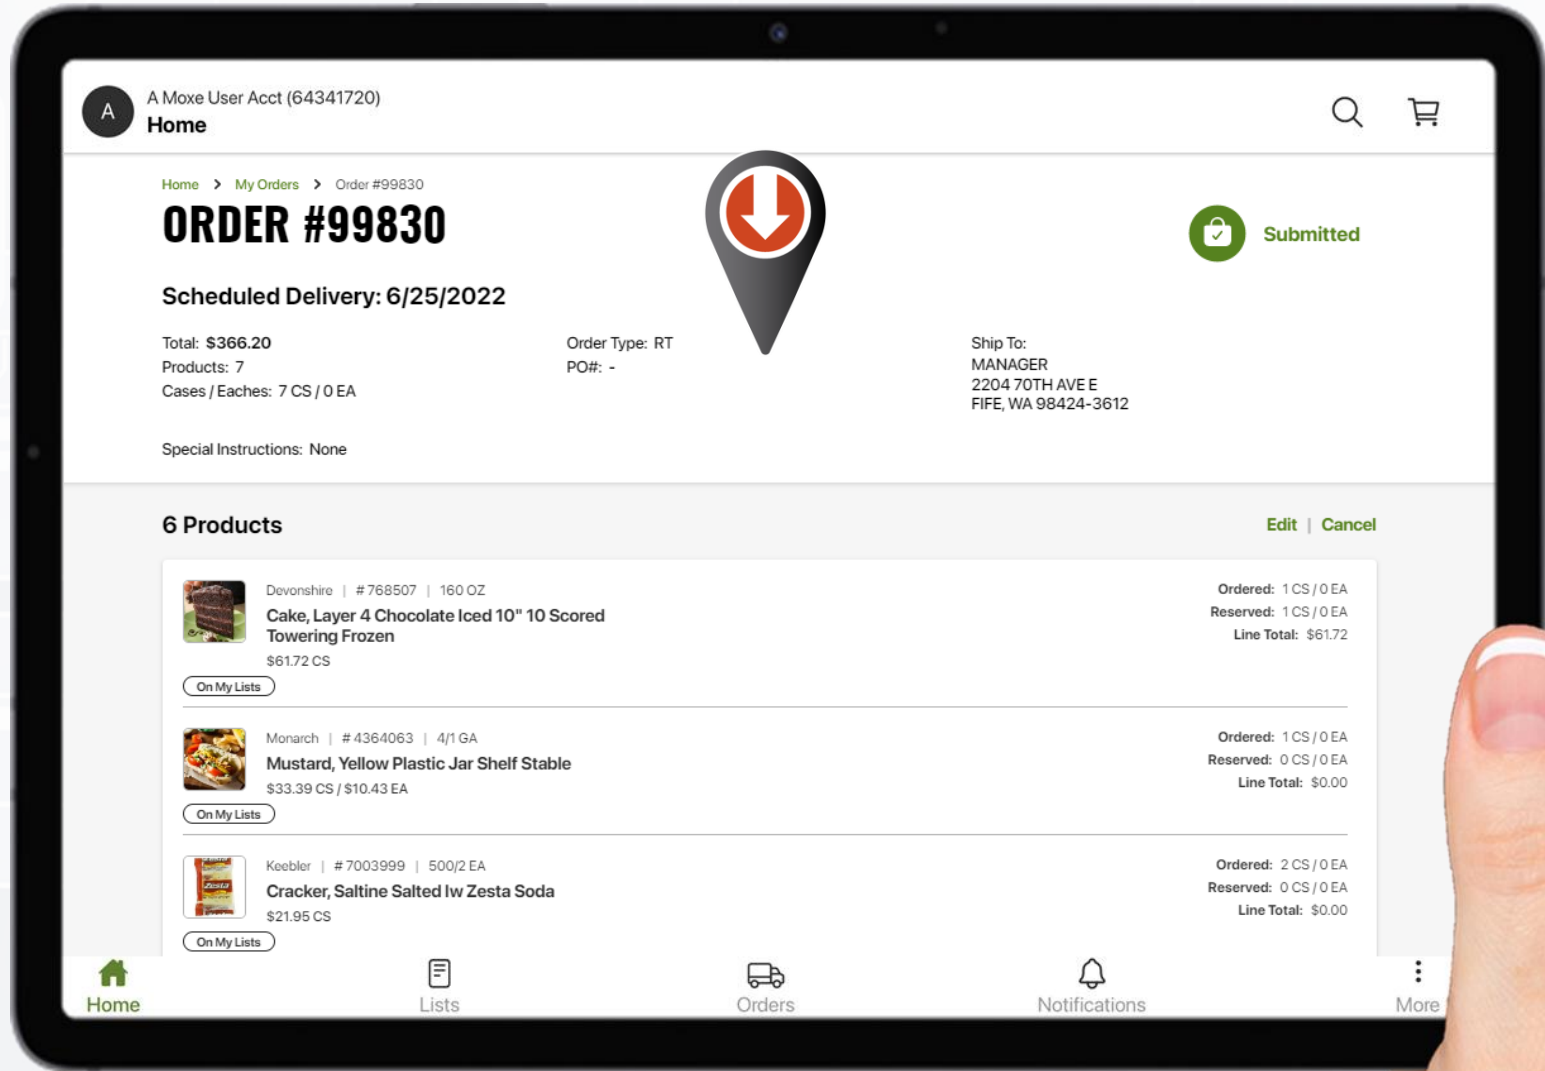 A
A Moxe User Acct (64341720)
Home
Home > My Orders > Order #99830
ORDER #99830
Submitted
Scheduled Delivery: 6/25/2022
Total: $366.20
Products: 7
Cases / Eaches: 7 CS / 0 EA
Order Type: RT
PO#: -
Ship To:
MANAGER
2204 70TH AVE E
FIFE, WA 98424-3612
Special Instructions: None
6 Products
Edit | Cancel
Devonshire | # 768507 | 160 OZ
Cake, Layer 4 Chocolate Iced 10" 10 Scored
Towering Frozen
$61.72 CS
On My Lists
Ordered: 1 CS / 0 EA
Reserved: 1 CS / 0 EA
Line Total: $61.72
Monarch | # 4364063 | 4/1 GA
Mustard, Yellow Plastic Jar Shelf Stable
$33.39 CS / $10.43 EA
On My Lists
Ordered: 1 CS / 0 EA
Reserved: 0 CS / 0 EA
Line Total: $0.00
Zesta
Keebler | # 7003999 | 500/2 EA
Cracker, Saltine Salted Iw Zesta Soda
$21.95 CS
On My Lists
Ordered: 2 CS / 0 EA
Reserved: 0 CS / 0 EA
Line Total: $0.00
Home
Lists
Orders
Notifications
More